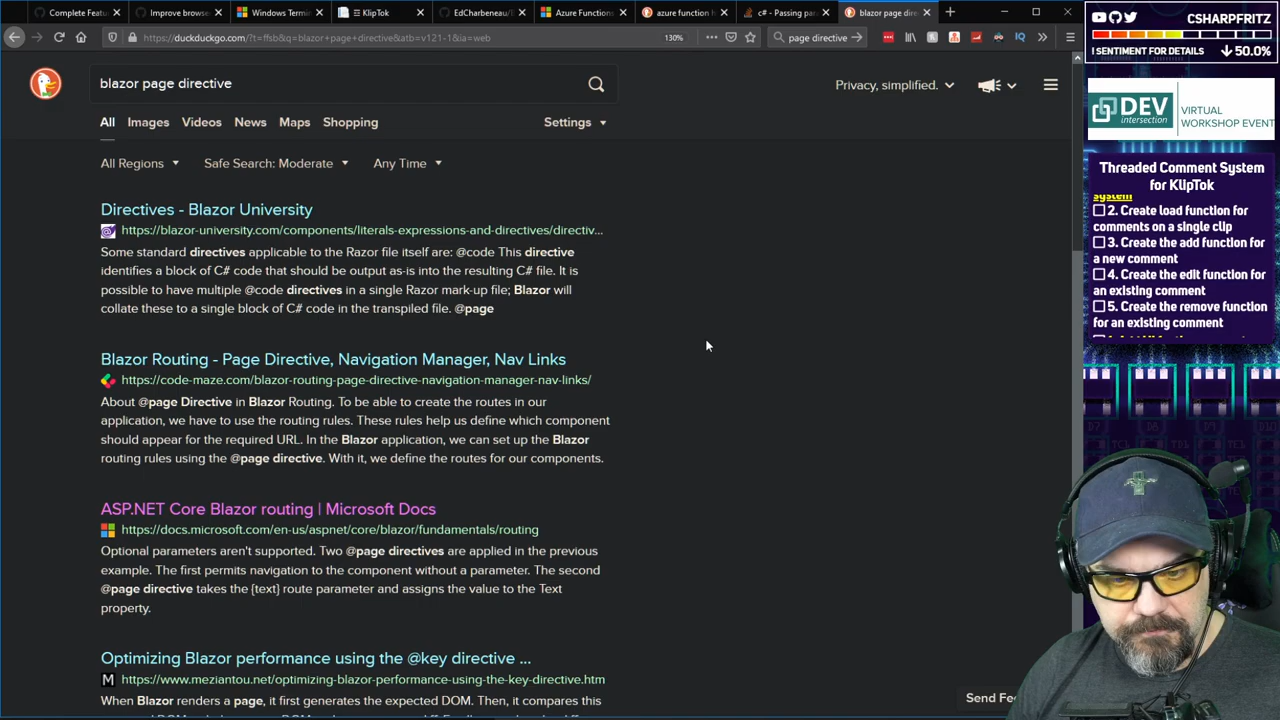 Complete Featu
Improve browse
Windows Termi
KlipTok
EdCharbeneau/B
Azure Functions
azure function h
c# - Passing par
blazor page dire
https://duckduckgo.com/?t=ffsb&q=blazor+page+directive&atb=v121-1&ia=web
130%
page directive
blazor page directive
Privacy, simplified.
All Images Videos News Maps Shopping
Settings
All Regions Safe Search: Moderate Any Time
Directives - Blazor University
https://blazor-university.com/components/literals-expressions-and-directives/directiv...
Some standard directives applicable to the Razor file itself are: @code This directive
identifies a block of C# code that should be output as-is into the resulting C# file. It is
possible to have multiple @code directives in a single Razor mark-up file; Blazor will
collate these to a single block of C# code in the transpiled file. @page
Blazor Routing - Page Directive, Navigation Manager, Nav Links
https://code-maze.com/blazor-routing-page-directive-navigation-manager-nav-links/
About @page Directive in Blazor Routing. To be able to create the routes in our
application, we have to use the routing rules. These rules help us define which component
should appear for the required URL. In the Blazor application, we can set up the Blazor
routing rules using the @page directive. With it, we define the routes for our components.
ASP.NET Core Blazor routing | Microsoft Docs
https://docs.microsoft.com/en-us/aspnet/core/blazor/fundamentals/routing
Optional parameters aren't supported. Two @page directives are applied in the previous
example. The first permits navigation to the component without a parameter. The second
@page directive takes the {text} route parameter and assigns the value to the Text
property.
Optimizing Blazor performance using the @key directive ...
https://www.meziantou.net/optimizing-blazor-performance-using-the-key-directive.htm
When Blazor renders a page, it first generates the expected DOM. Then, it compares this
Send Fee
CSHARPFRITZ
! SENTIMENT FOR DETAILS 50.0%
DEV
intersection
VIRTUAL
WORKSHOP EVENT
Threaded Comment System
for KlipTok
system
2. Create load function for
comments on a single clip
3. Create the add function for
a new comment
4. Create the edit function for
an existing comment
5. Create the remove function
for an existing comment